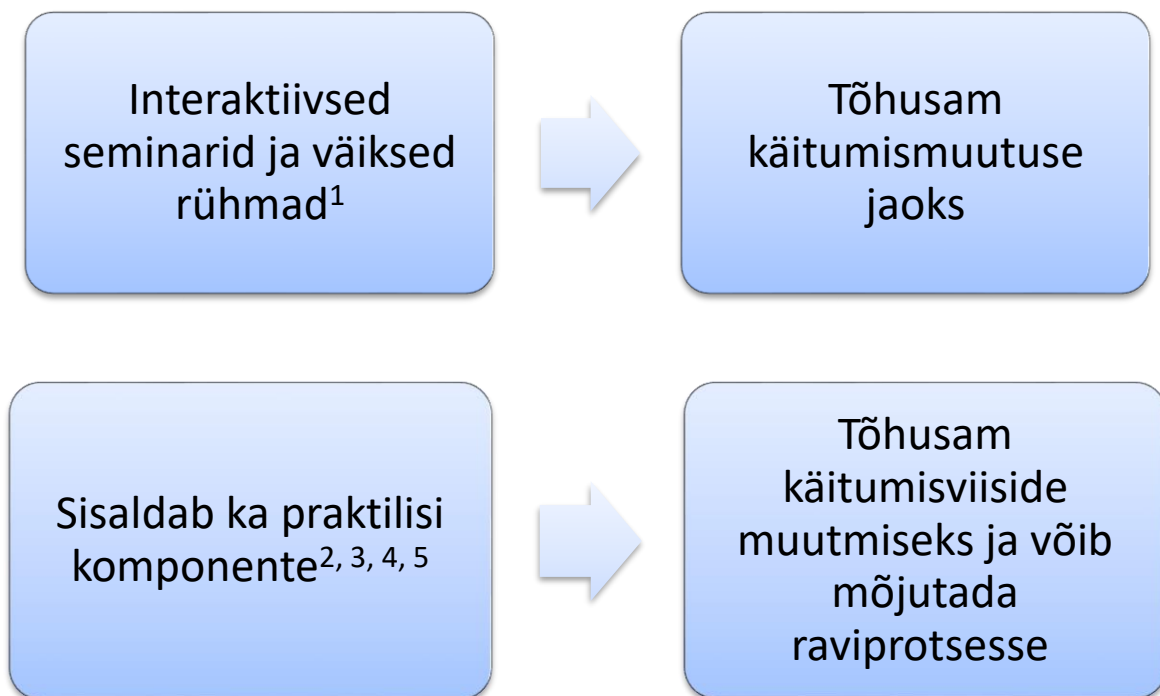 Interaktiivsed
seminarid ja väiksed
rühmad¹
Tõhusam
käitumismuutuse
jaoks
Sisaldab ka praktilisi
komponente², ³, ⁴, ⁵
Tõhusam
käitumisviiside
muutmiseks ja võib
mõjutada
raviprotsesse